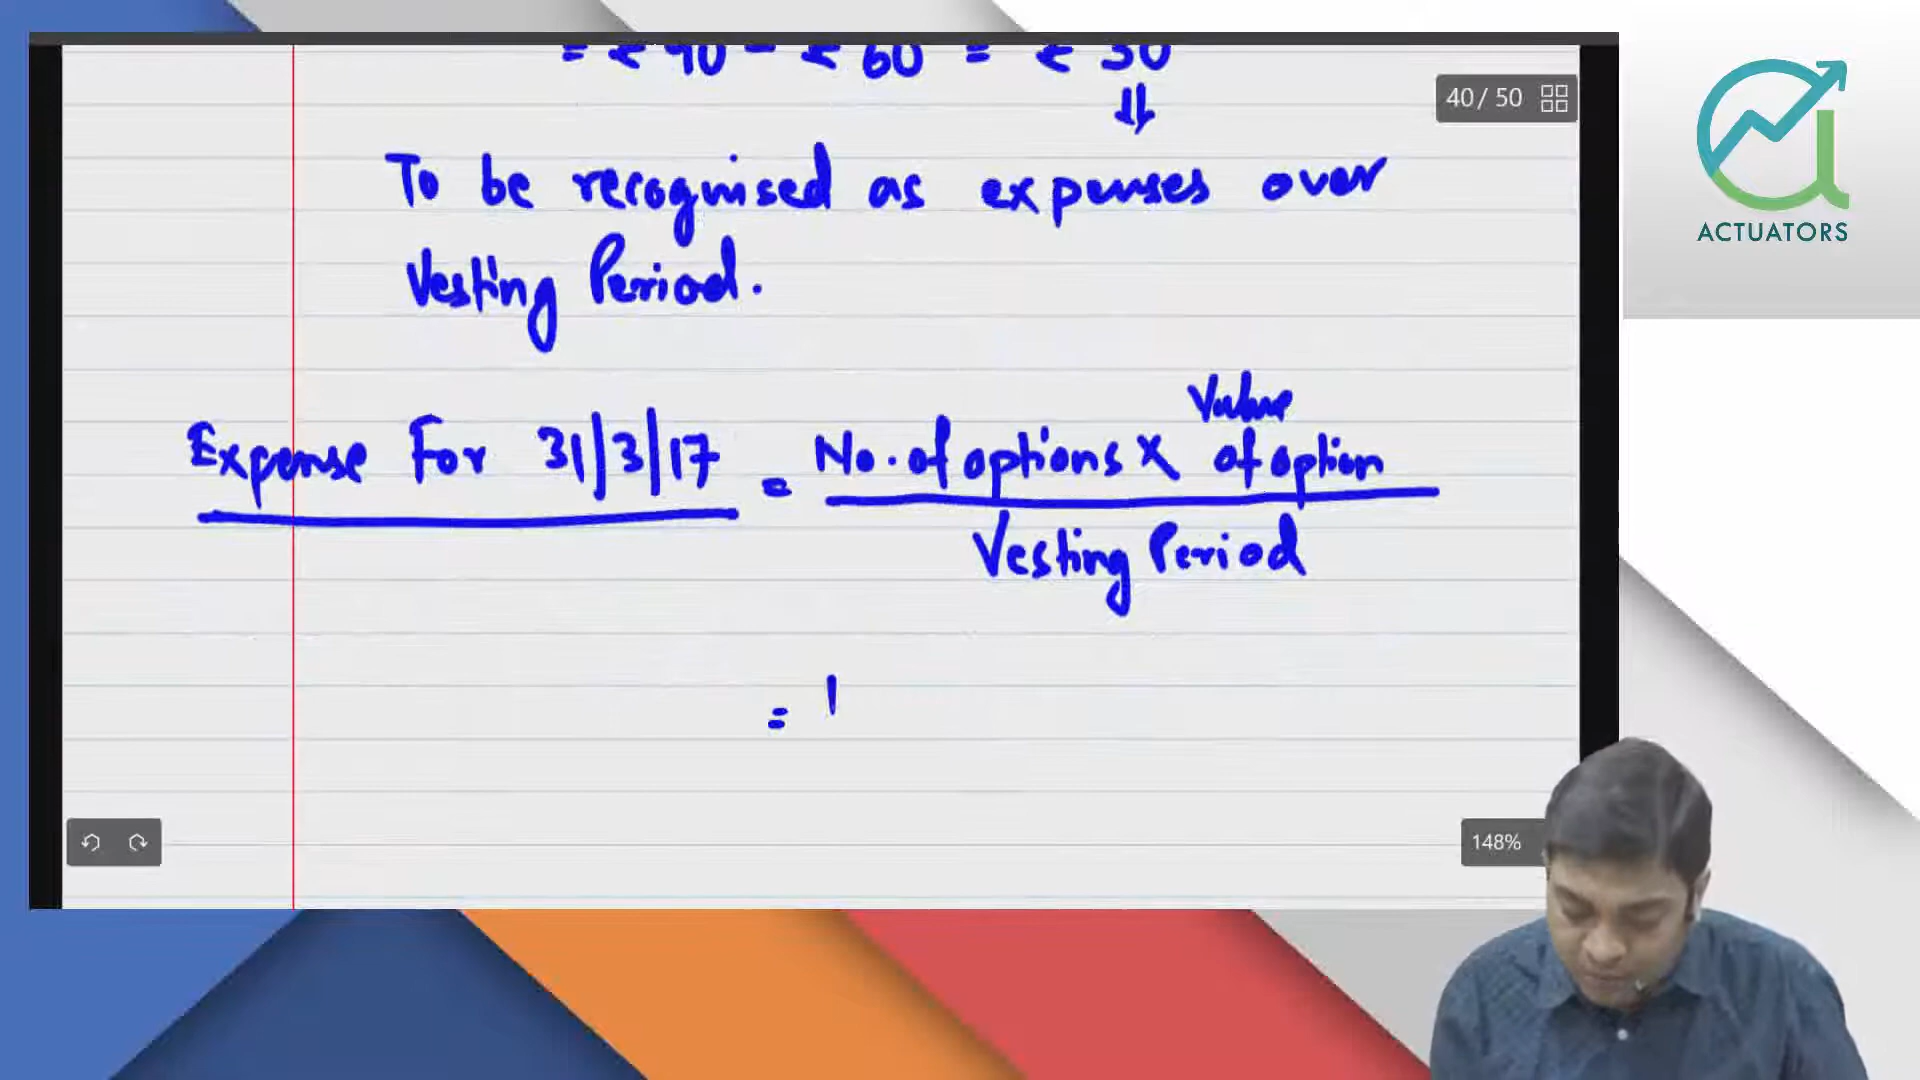 = ₹ 90 - ₹ 60 = ₹ 30
⇓
40 / 50
ACTUATORS
To be recognised as expenses over
Vesting Period.
Value
Expense For 31/3/17 = No. of options x of option
Vesting Period
= 1
148%